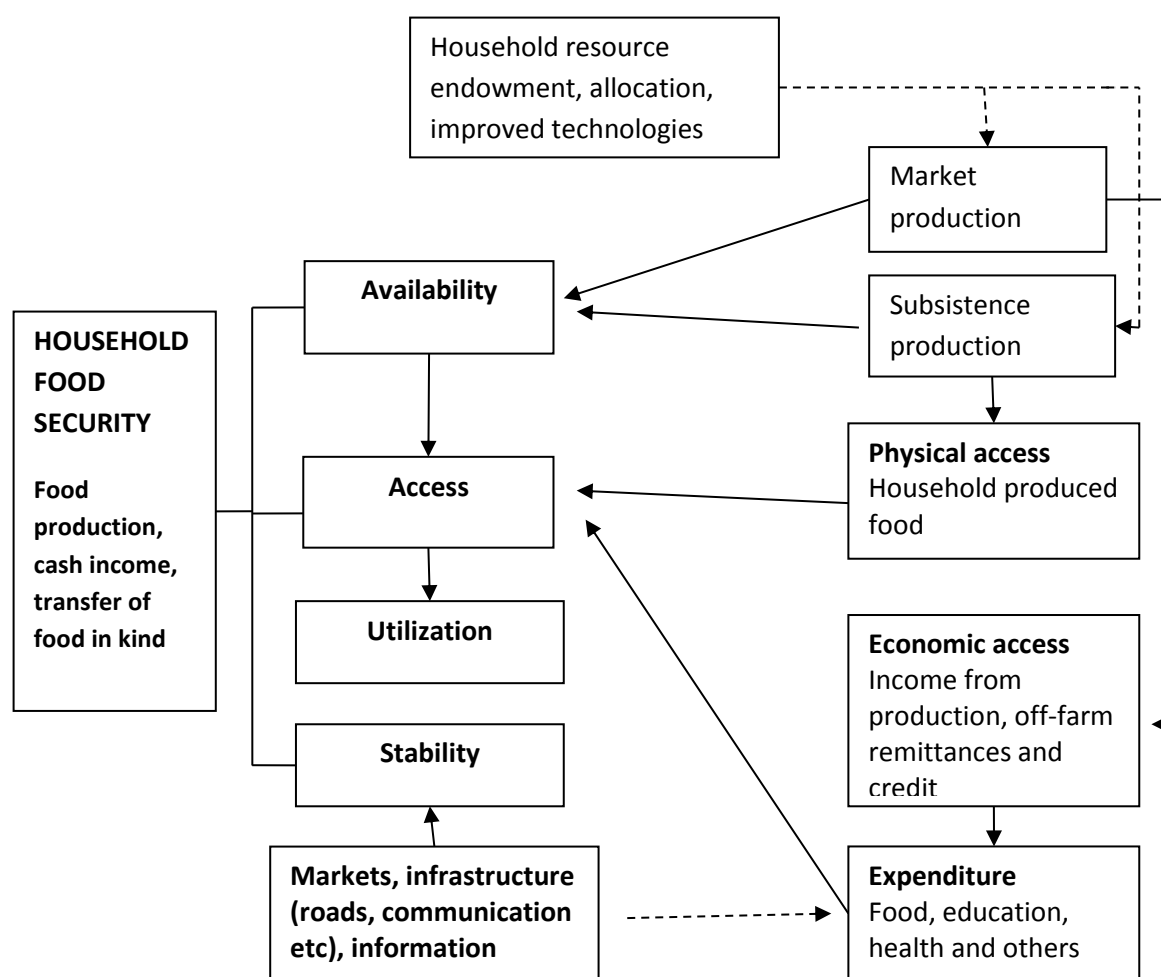 Household resource
endowment, allocation,
improved technologies
Market
production
Availability
Subsistence
production
HOUSEHOLD
FOOD
SECURITY
Food
production,
cash income,
transfer of
food in kind
Access
Physical access
Household produced
food
Utilization
Economic access
Income from
production, off-farm
remittances and
credit
Stability
Markets, infrastructure
(roads, communication
etc), information
Expenditure
Food, education,
health and others